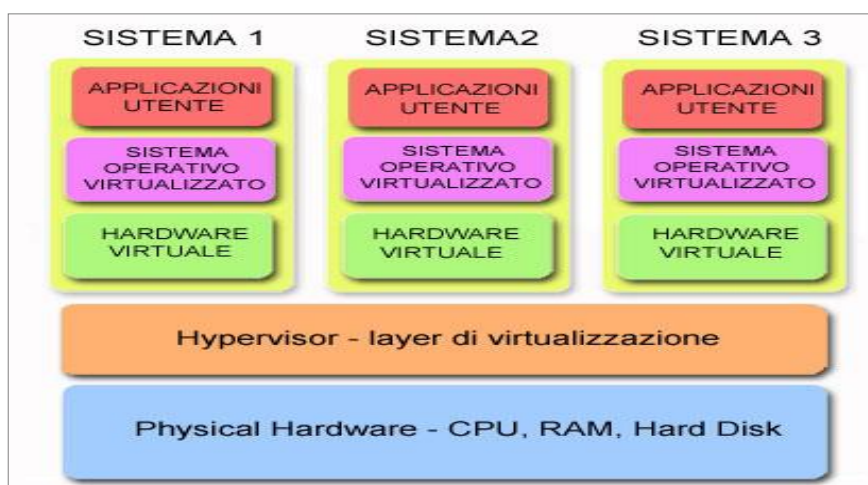 SISTEMA 1
SISTEMA2
SISTEMA 3
APPLICAZIONI
UTENTE
SISTEMA
OPERATIVO
VIRTUALIZZATO
HARDWARE
VIRTUALE
APPLICAZIONI
UTENTE
SISTEMA
OPERATIVO
VIRTUALIZZATO
HARDWARE
VIRTUALE
APPLICAZIONI
UTENTE
SISTEMA
OPERATIVO
VIRTUALIZZATO
HARDWARE
VIRTUALE
Hypervisor - layer di virtualizzazione
Physical Hardware - CPU, RAM, Hard Disk